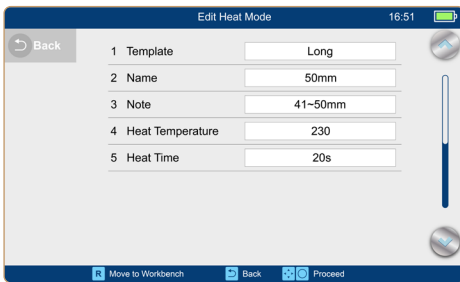 Edit Heat Mode 16:51
Back
1 Template Long
2 Name 50mm
3 Note 41~50mm
4 Heat Temperature 230
5 Heat Time 20s
R Move to Workbench Back Proceed